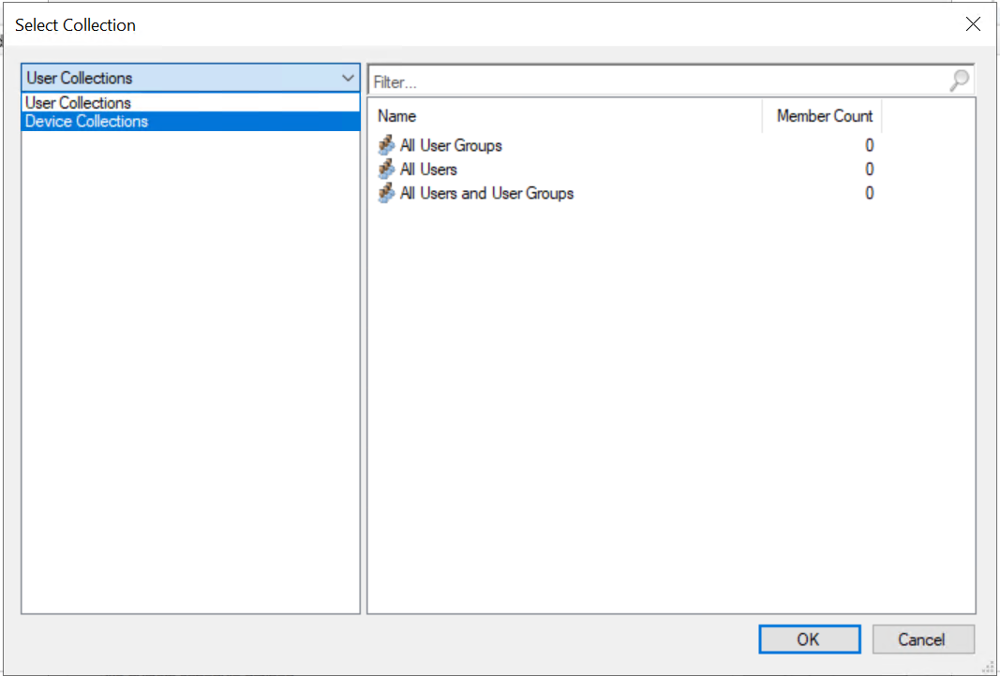 Select Collection
User Collections
Filter...
User Collections
Device Collections
Name Member Count
All User Groups 0
All Users 0
All Users and User Groups 0
OK Cancel